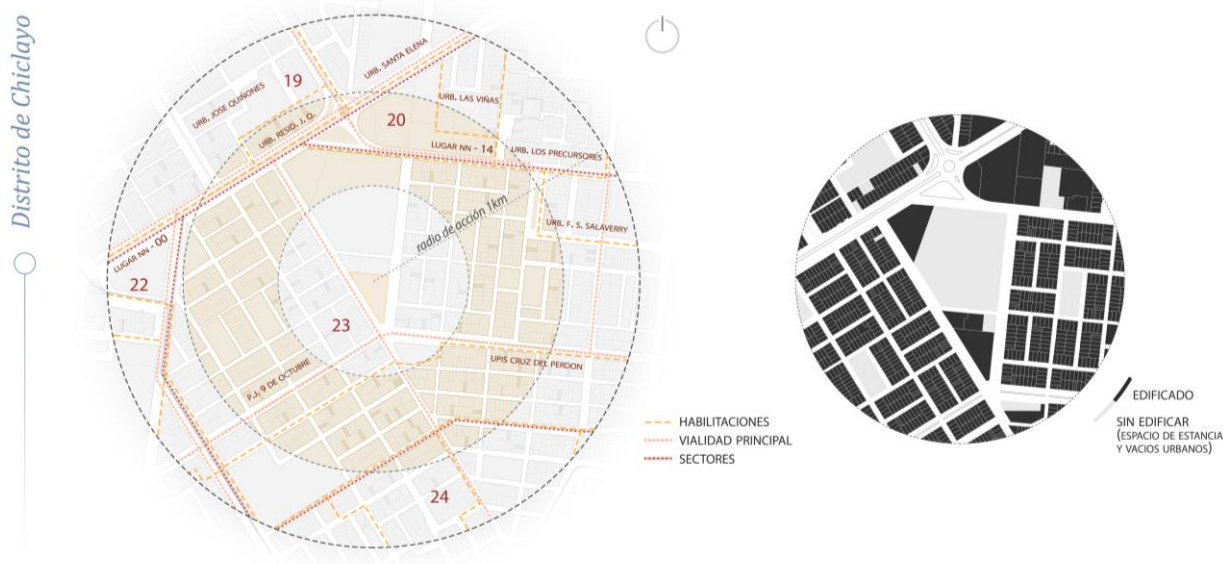 Distrito de Chiclayo
19
URB. SANTA ELENA
URB. JOSE QUIÑONES
URB. RESID. J. Q.
20
URB. LAS VIÑAS
LUGAR NN - 14
URB. LOS PRECURSORES
radio de acción 1km
URB. F. S. SALAVERRY
LUGAR NN - 00
22
23
P.J, 9 DE OCTUBRE
UPIS CRUZ DEL PERDON
24
HABILITACIONES
VIALIDAD PRINCIPAL
SECTORES
EDIFICADO
SIN EDIFICAR
(ESPACIO DE ESTANCIA
Y VACIOS URBANOS)